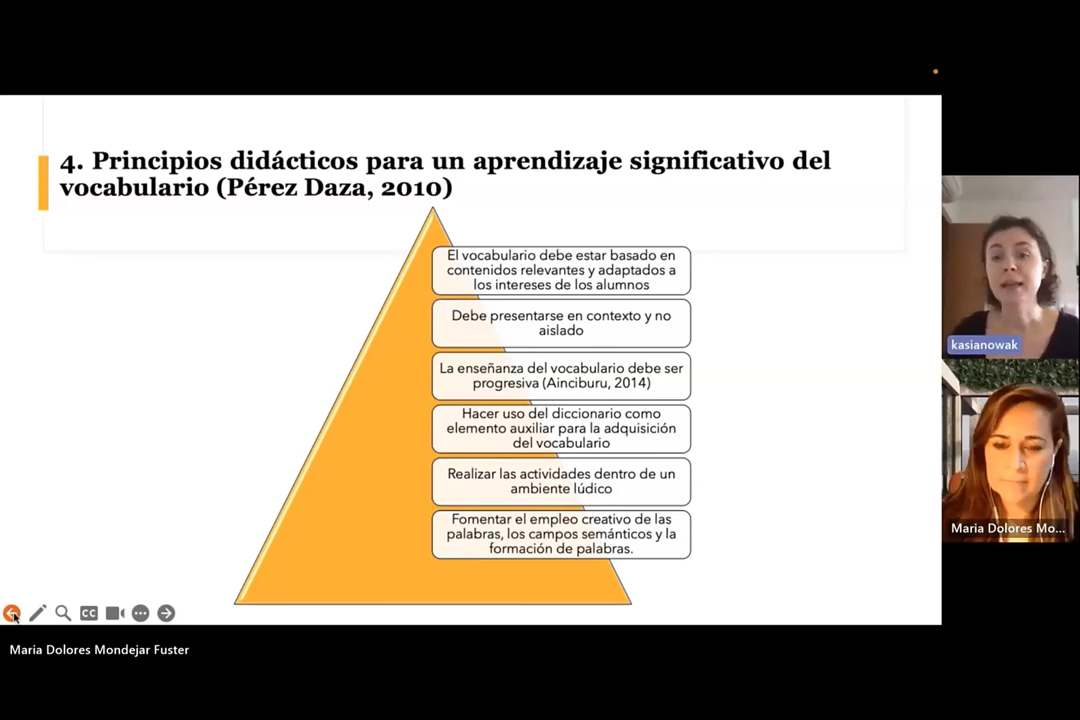 4. Principios didácticos para un aprendizaje significativo del
vocabulario (Pérez Daza, 2010)
El vocabulario debe estar basado en
contenidos relevantes y adaptados a
los intereses de los alumnos
Debe presentarse en contexto y no
aislado
La enseñanza del vocabulario debe ser
progresiva (Ainciburu, 2014)
Hacer uso del diccionario como
elemento auxiliar para la adquisición
del vocabulario
Realizar las actividades dentro de un
ambiente lúdico
Fomentar el empleo creativo de las
palabras, los campos semánticos y la
formación de palabras.
kasianowak
Maria Dolores Mo...
CC
Maria Dolores Mondejar Fuster